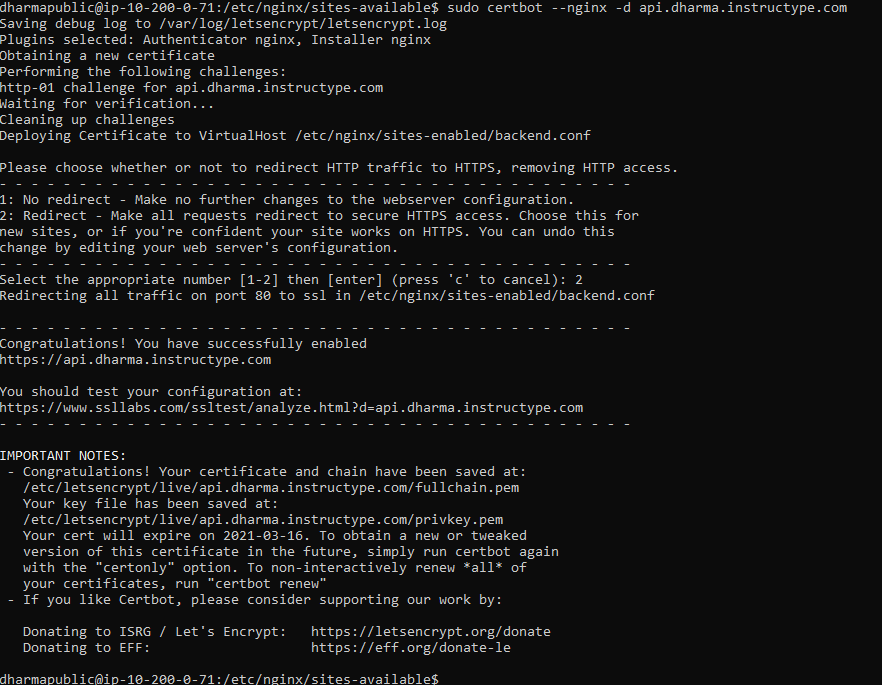 dharmapublic@ip-10-200-0-71:/etc/nginx/sites-available$ sudo certbot --nginx -d api.dharma.instructype.com
Saving debug log to /var/log/letsencrypt/letsencrypt.log
Plugins selected: Authenticator nginx, Installer nginx
Obtaining a new certificate
Performing the following challenges:
http-01 challenge for api.dharma.instructype.com
Waiting for verification...
Cleaning up challenges
Deploying Certificate to VirtualHost /etc/nginx/sites-enabled/backend.conf

Please choose whether or not to redirect HTTP traffic to HTTPS, removing HTTP access.
- - - - - - - - - - - - - - - - - - - - - - - - - - - - - - - - - - - - - - - -
1: No redirect - Make no further changes to the webserver configuration.
2: Redirect - Make all requests redirect to secure HTTPS access. Choose this for
new sites, or if you're confident your site works on HTTPS. You can undo this
change by editing your web server's configuration.
- - - - - - - - - - - - - - - - - - - - - - - - - - - - - - - - - - - - - - - -
Select the appropriate number [1-2] then [enter] (press 'c' to cancel): 2
Redirecting all traffic on port 80 to ssl in /etc/nginx/sites-enabled/backend.conf

- - - - - - - - - - - - - - - - - - - - - - - - - - - - - - - - - - - - - - - -
Congratulations! You have successfully enabled
https://api.dharma.instructype.com

You should test your configuration at:
https://www.ssllabs.com/ssltest/analyze.html?d=api.dharma.instructype.com
- - - - - - - - - - - - - - - - - - - - - - - - - - - - - - - - - - - - - - - -

IMPORTANT NOTES:
 - Congratulations! Your certificate and chain have been saved at:
   /etc/letsencrypt/live/api.dharma.instructype.com/fullchain.pem
   Your key file has been saved at:
   /etc/letsencrypt/live/api.dharma.instructype.com/privkey.pem
   Your cert will expire on 2021-03-16. To obtain a new or tweaked
   version of this certificate in the future, simply run certbot again
   with the "certonly" option. To non-interactively renew *all* of
   your certificates, run "certbot renew"
 - If you like Certbot, please consider supporting our work by:

   Donating to ISRG / Let's Encrypt:   https://letsencrypt.org/donate
   Donating to EFF:                    https://eff.org/donate-le

dharmapublic@ip-10-200-0-71:/etc/nginx/sites-available$